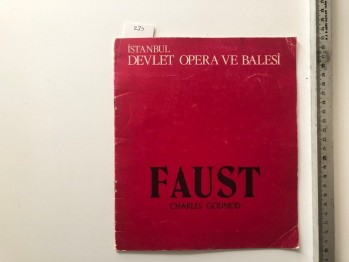 İSTANBUL
DEVLET OPERA VE BALESİ
FAUST
CHARLES GOUNOD